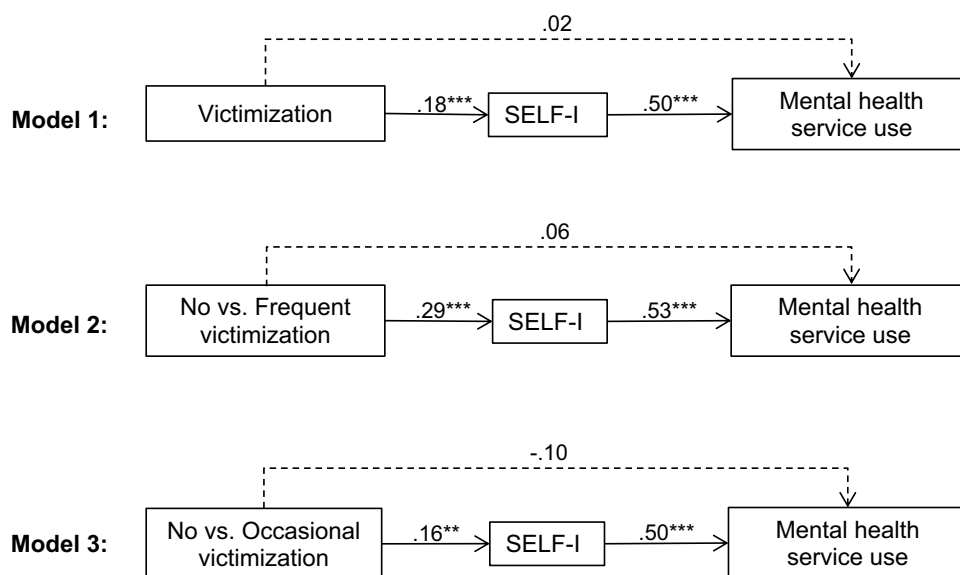 .02
Model 1:
Victimization
.18***
SELF-I
.50***
Mental health
service use
.06
Model 2:
No vs. Frequent
victimization
.29***
SELF-I
.53***
Mental health
service use
-.10
Model 3:
No vs. Occasional
victimization
.16**
SELF-I
.50***
Mental health
service use